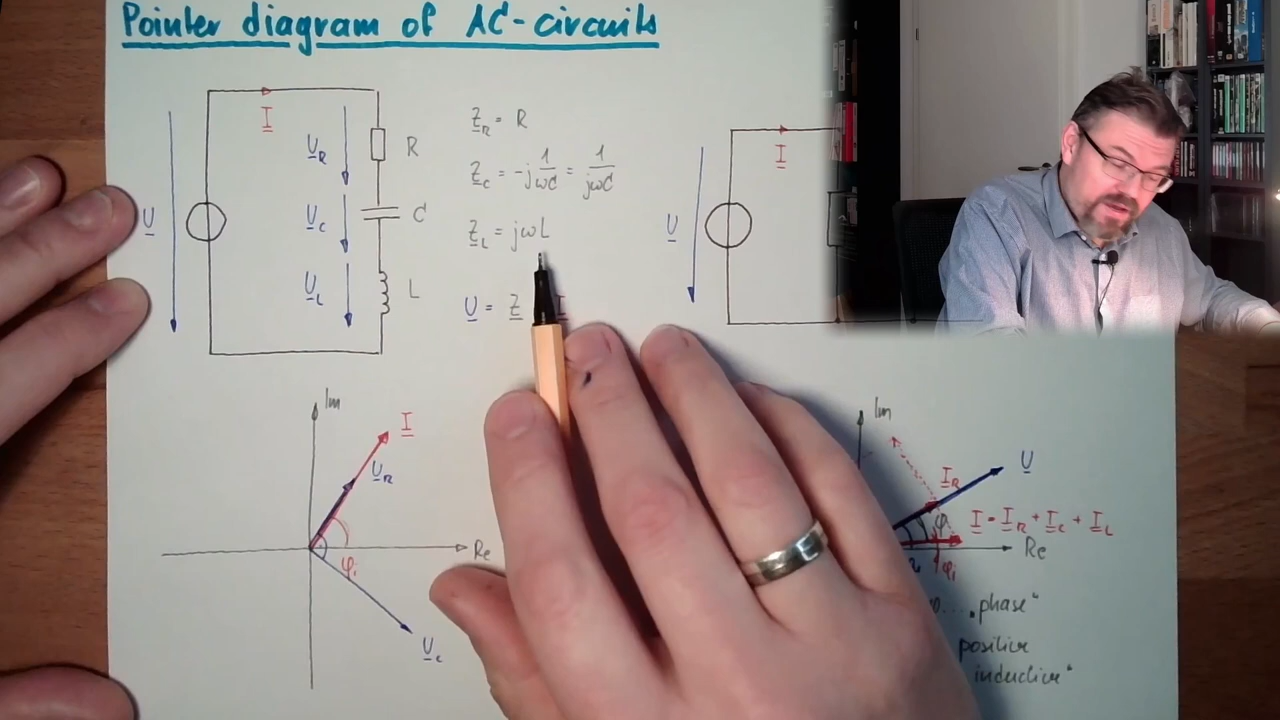 Pointer diagram of AC-circuits
I
U
U_R
R
U_C
C
U_L
L
Z_R = R
Z_C = -j 1/ωC = 1/jωC
Z_L = jωL
U = Z I
I
U
Im
I
U_R
Re
φ_i
U_C
Im
I_R
U
φ
I = I_R + I_C + I_L
Re
φ_i
phase"
positive
inductive"